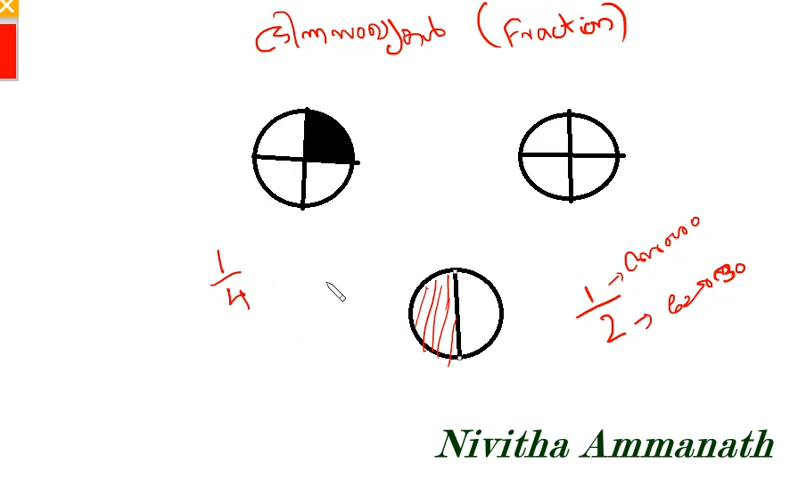 ഭിന്നസംഖ്യകൾ (Fraction)
1
4
1 → അംശം
2 → ഛേദം
Nivitha Ammanath